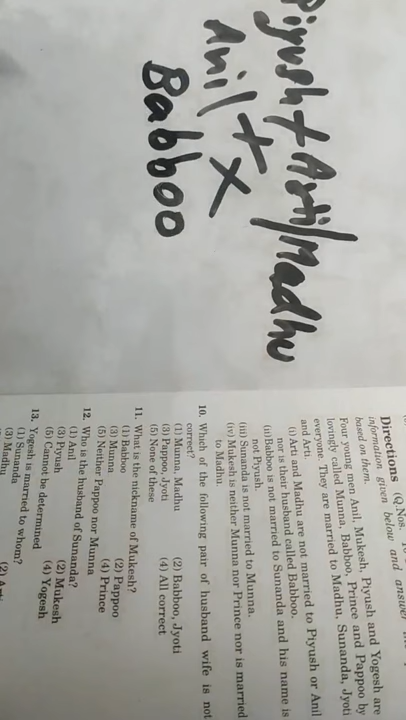 Piyush + Arti/Madhu
Anil + x
Babboo
Directions (Q.Nos.
information given below and answer
based on them.
Four young men Anil, Mukesh, Piyush and Yogesh are
lovingly called Munna, Babboo, Prince and Pappoo by
everyone. They are married to Madhu, Sunanda, Jyoti
and Arti.
(i) Arti and Madhu are not married to Piyush or Anil
nor is their husband called Babboo.
(ii) Babboo is not married to Sunanda and his name is
not Piyush.
(iii) Sunanda is not married to Munna.
(iv) Mukesh is neither Munna nor Prince nor is married
to Madhu
10. Which of the following pair of husband wife is not
correct?
(1) Munna, Madhu (2) Babboo, Jyoti
(3) Pappoo, Jyoti (4) All correct
(5) None of these
11. What is the nickname of Mukesh?
(1) Babboo (2) Pappoo
(3) Munna (4) Prince
(5) Neither Pappoo nor Munna
12. Who is the husband of Sunanda?
(1) Anil (2) Mukesh
(3) Piyush (4) Yogesh
(5) Cannot be determined
13. Yogesh is married to whom?
(1) Sunanda
(3) Madhu